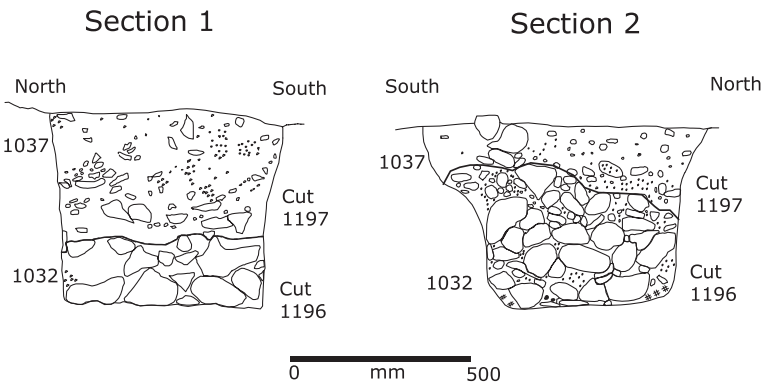 Section 1
North
South
1037
Cut
1197
1032
Cut
1196
Section 2
South
North
1037
Cut
1197
1032
Cut
1196
0
mm
500